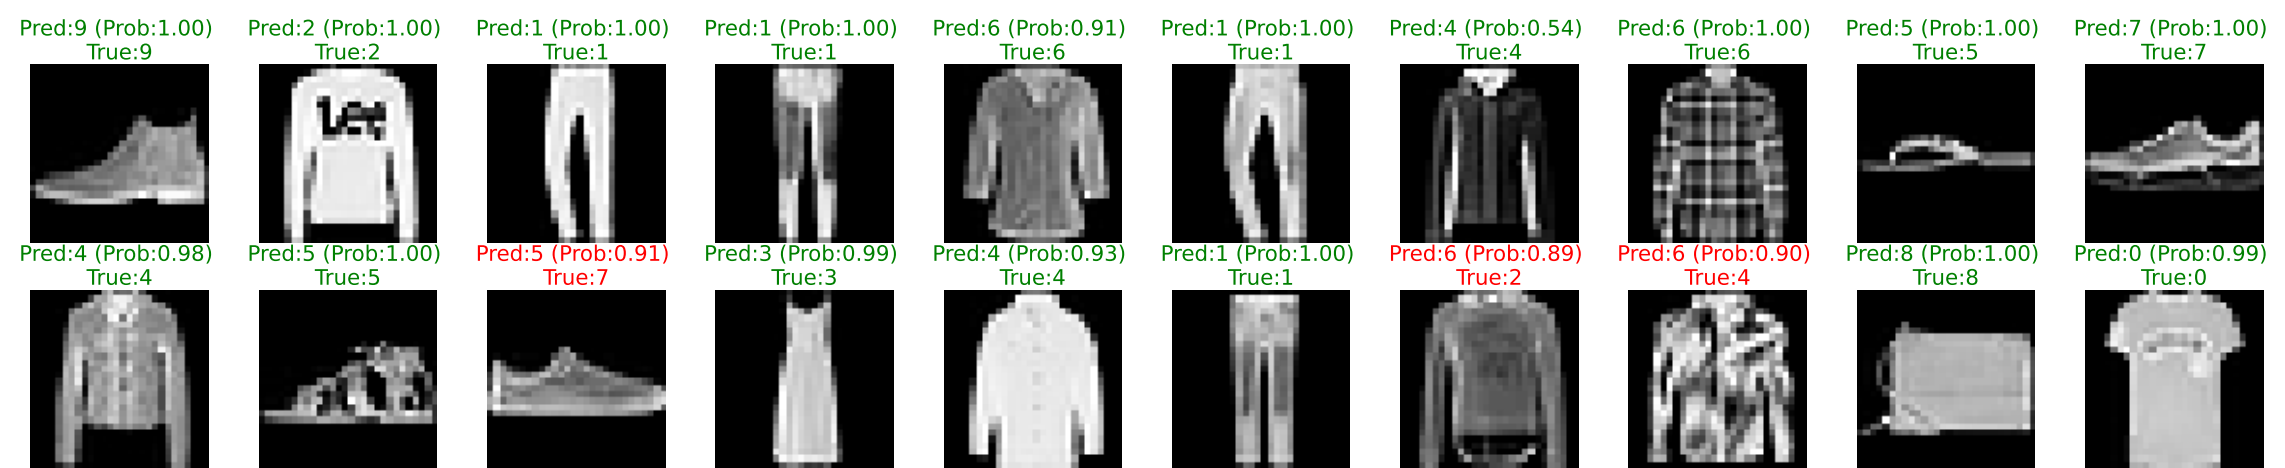 Pred:9 (Prob:1.00) Pred:2 (Prob:1.00) Pred:1 (Prob:1.00) Pred:1 (Prob:1.00) Pred:6 (Prob:0.91) Pred:1 (Prob:1.00) Pred:4 (Prob:0.54) Pred:6 (Prob:1.00) Pred:5 (Prob:1.00) Pred:7 (Prob:1.00)
True:9 True:2 True:1 True:1 True:6 True:1 True:4 True:6 True:5 True:7
Lee
Pred:4 (Prob:0.98) Pred:5 (Prob:1.00) Pred:5 (Prob:0.91) Pred:3 (Prob:0.99) Pred:4 (Prob:0.93) Pred:1 (Prob:1.00) Pred:6 (Prob:0.89) Pred:6 (Prob:0.90) Pred:8 (Prob:1.00) Pred:0 (Prob:0.99)
True:4 True:5 True:7 True:3 True:4 True:1 True:2 True:4 True:8 True:0